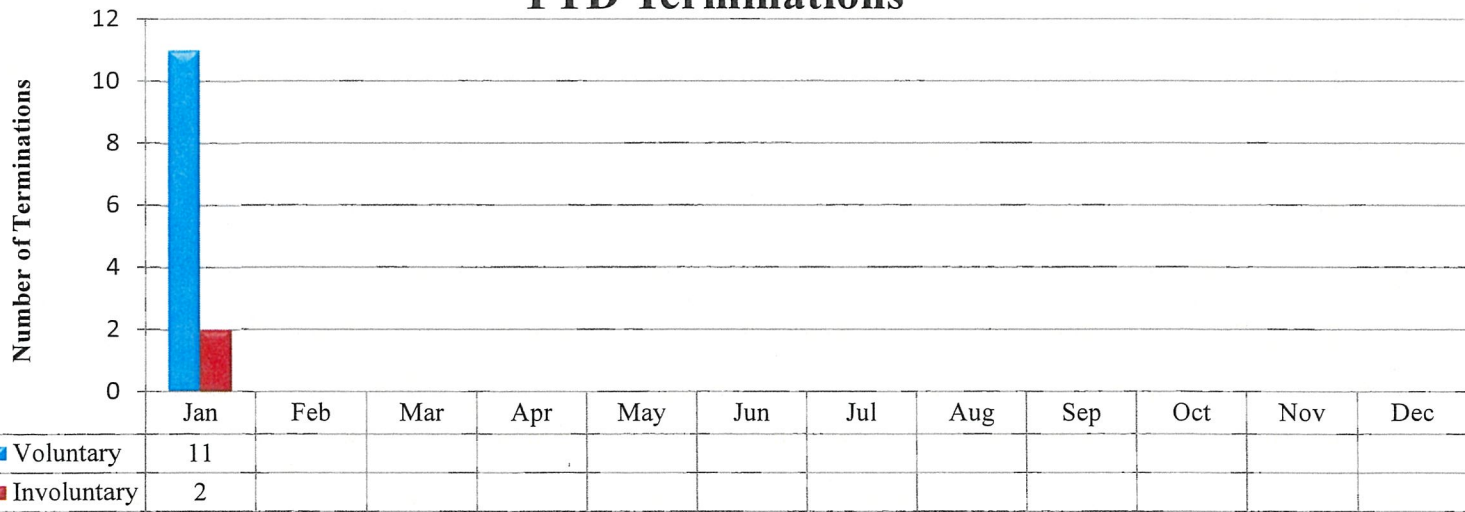 YTD Terminations
12
10
8
6
4
2
0
Number of Terminations
Jan Feb Mar Apr May Jun Jul Aug Sep Oct Nov Dec
Voluntary 11
Involuntary 2